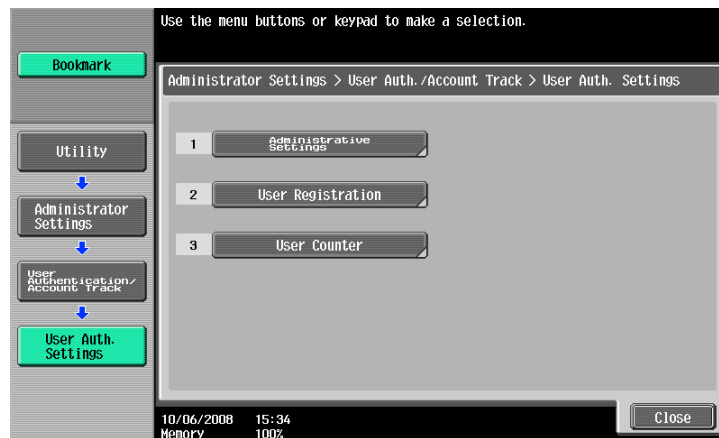 Use the menu buttons or keypad to make a selection.
Bookmark
Administrator Settings > User Auth./Account Track > User Auth. Settings
Utility
Administrator
Settings
User
Authentication/
Account Track
User Auth.
Settings
1 Administrative
Settings
2 User Registration
3 User Counter
10/06/2008 15:34
Memory 100%
Close